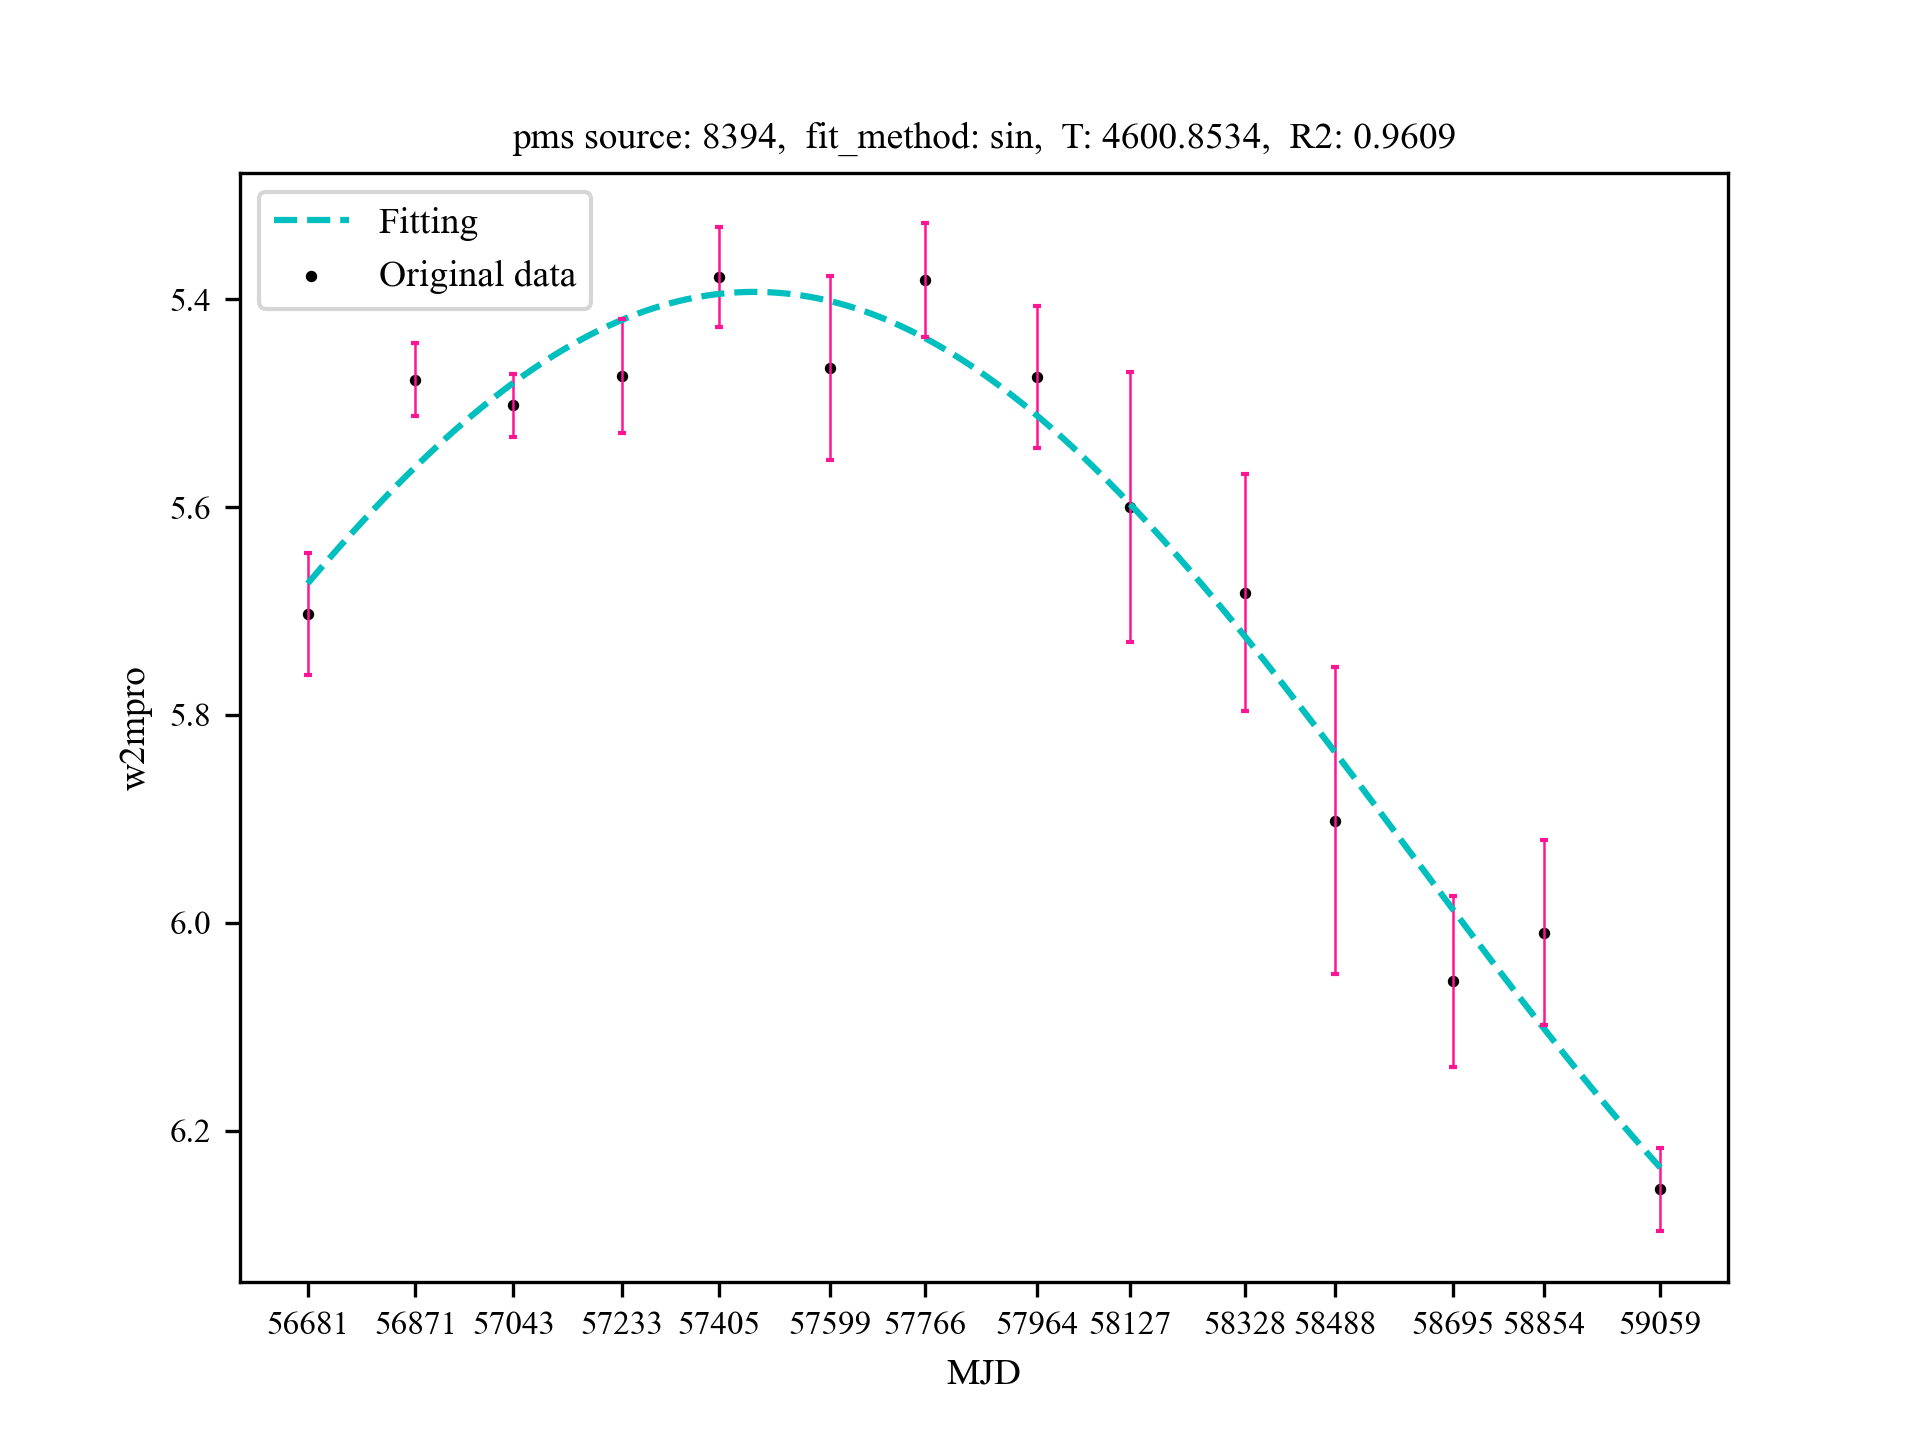 pms source: 8394,  fit_method: sin,  T: 4600.8534,  R2: 0.9609
Fitting
Original data
5.4
5.6
5.8
6.0
6.2
w2mpro
56681 56871 57043 57233 57405 57599 57766 57964 58127 58328 58488 58695 58854 59059
MJD